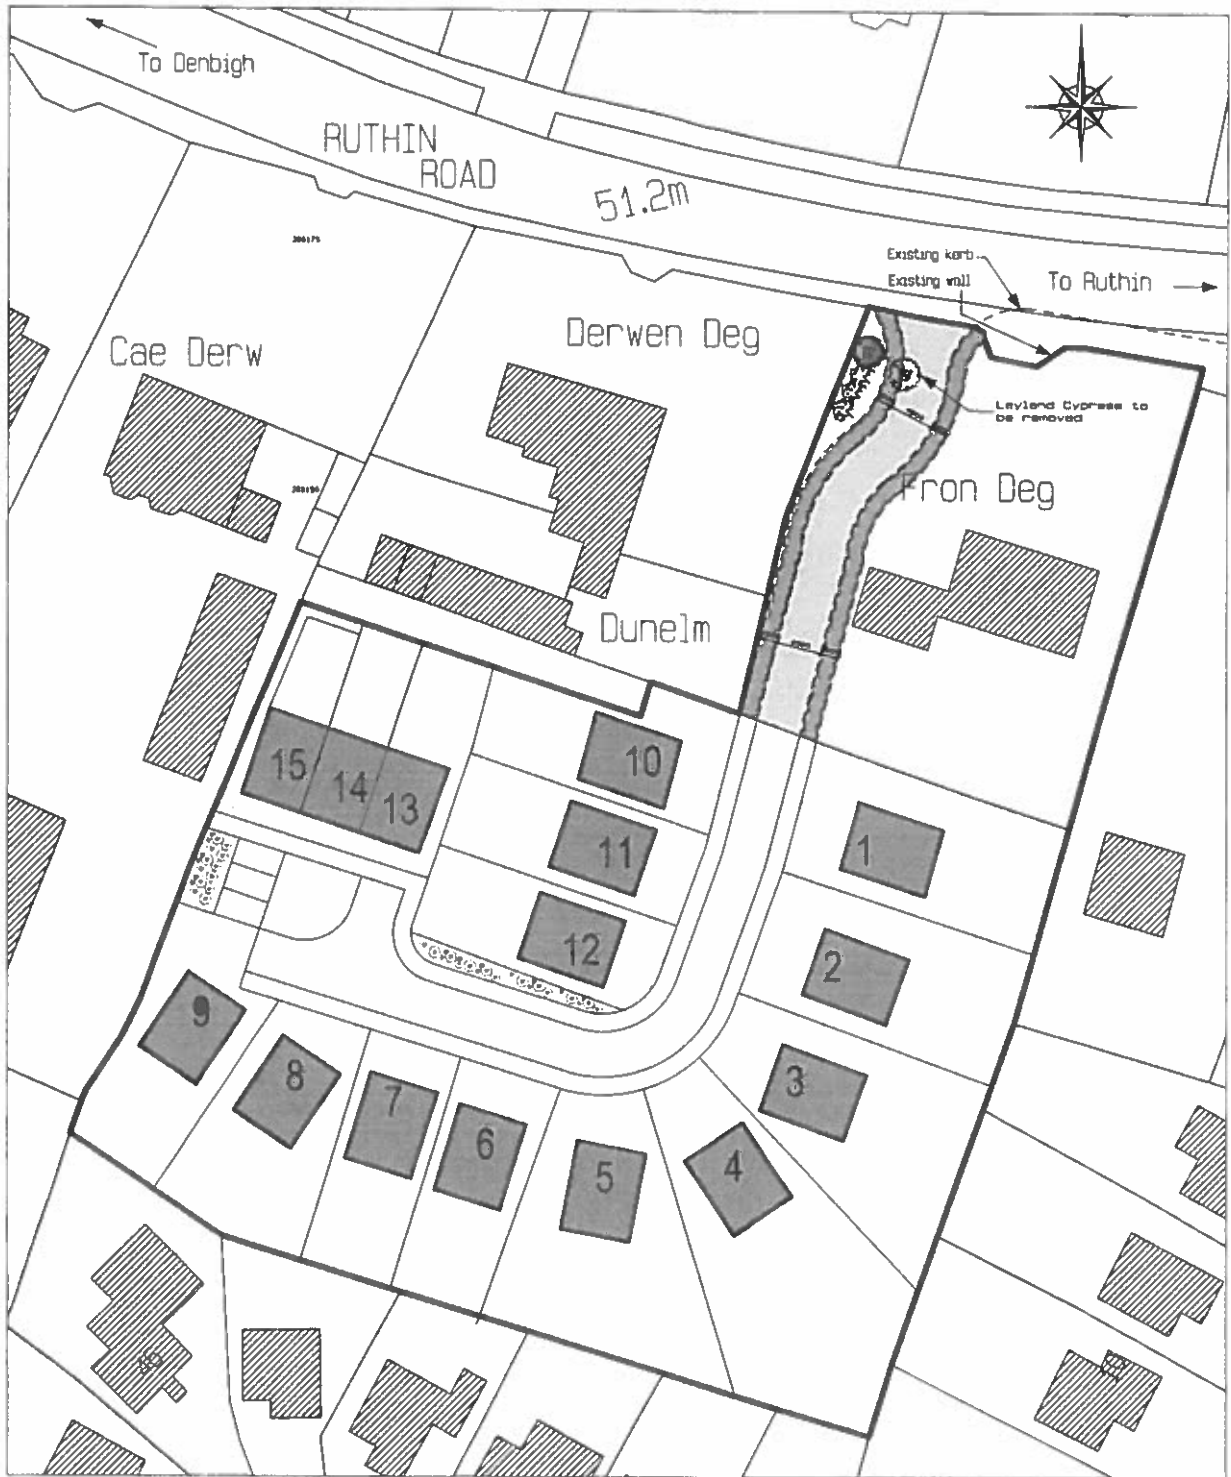 To Denbigh
RUTHIN
ROAD
51.2m
Existing kerb
Existing wall
To Ruthin
Cae Derw
Derwen Deg
Leyland Cypress to
be removed
Fron Deg
Dunelm
10
15
14
13
11
1
12
2
9
8
7
6
5
4
3